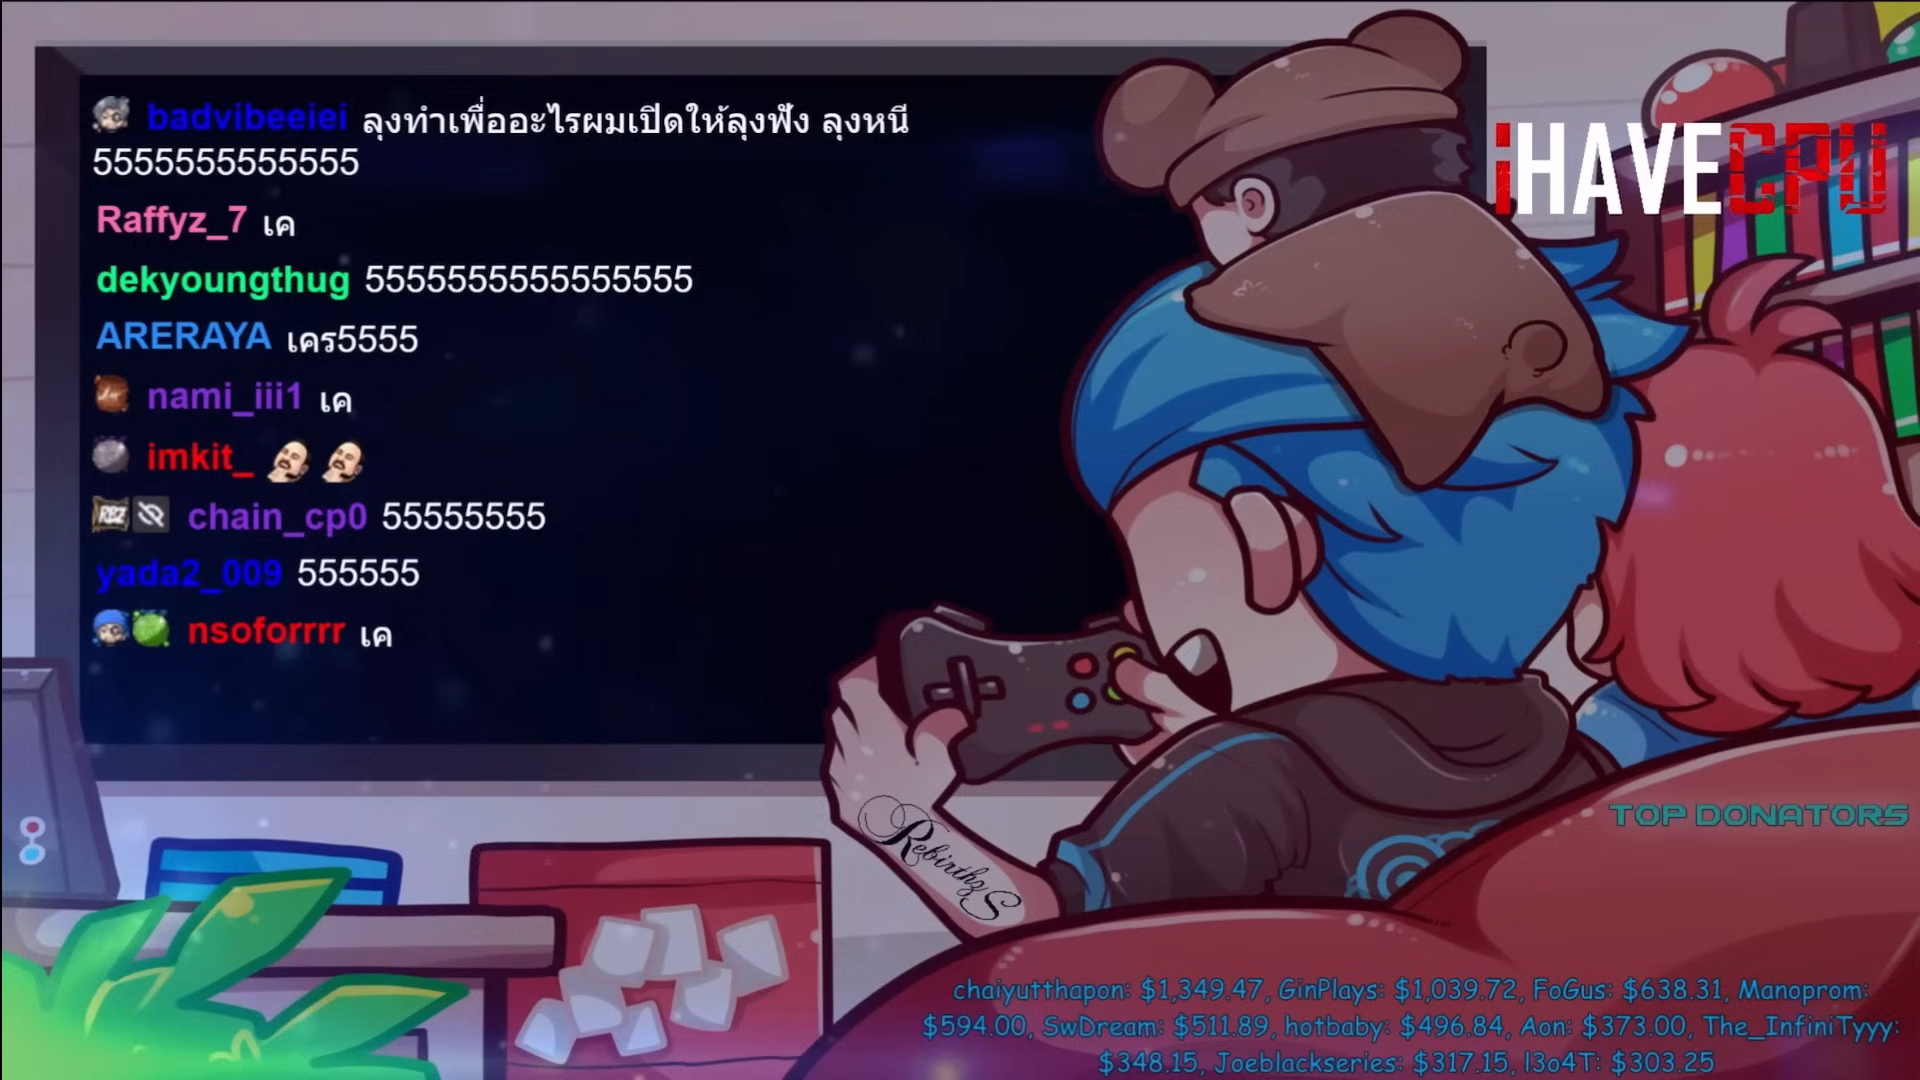 badvibeeiei ลุงทำเพื่ออะไรผมเปิดให้ลุงฟัง ลุงหนี
5555555555555
Raffyz_7 เค
dekyoungthug 5555555555555555
ARERAYA เคร5555
nami_iii1 เค
imkit_
RBZ chain_cp0 55555555
yada2_009 555555
nsoforrrr เค
iHAVECPU
RebirthzS
TOP DONATORS
chaiyutthapon: $1,349.47, GinPlays: $1,039.72, FoGus: $638.31, Manoprom:
$594.00, SwDream: $511.89, hotbaby: $496.84, Aon: $373.00, The_InfiniTyyy:
$348.15, Joeblackseries: $317.15, l3o4T: $303.25